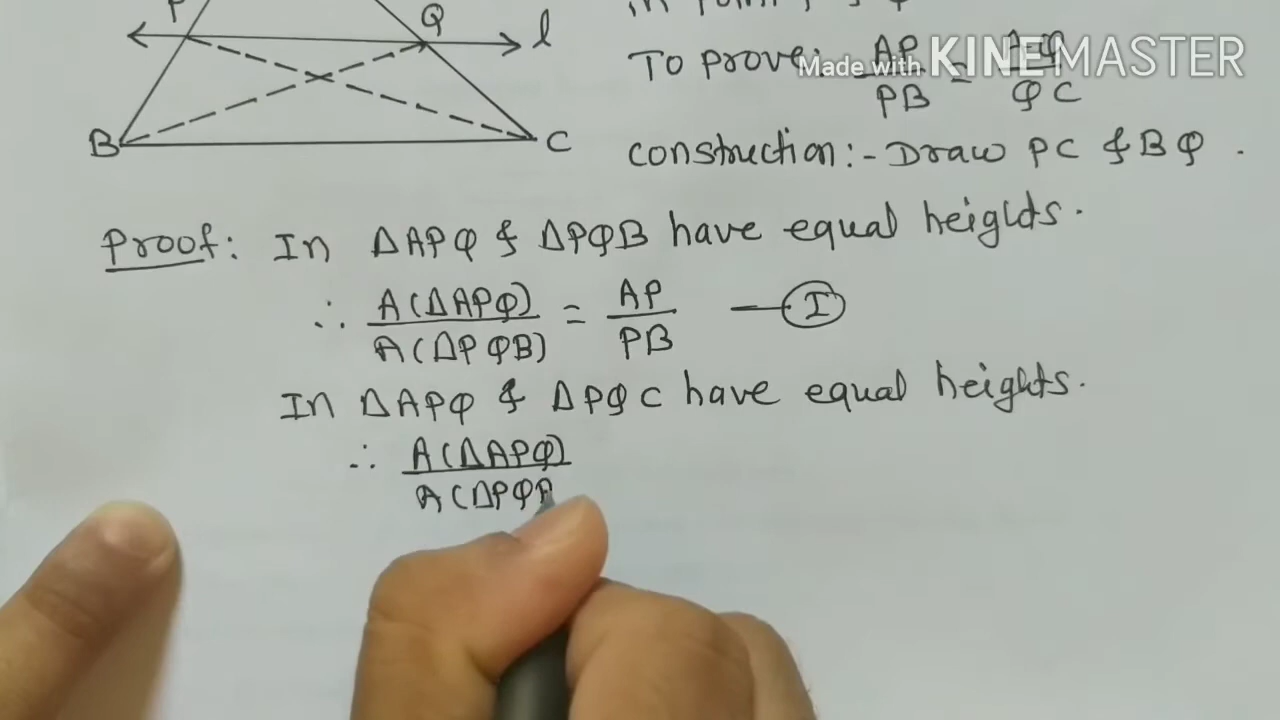 P
Q l
To prove:- AP/PB = AQ/QC
Made with KINEMASTER
B C
construction:- Draw PC & BQ .
Proof: In ΔAPQ & ΔPQB have equal heights.
∴ A(ΔAPQ)/A(ΔPQB) = AP/PB — I
In ΔAPQ & ΔPQC have equal heights.
∴ A(ΔAPQ)/A(ΔPQ